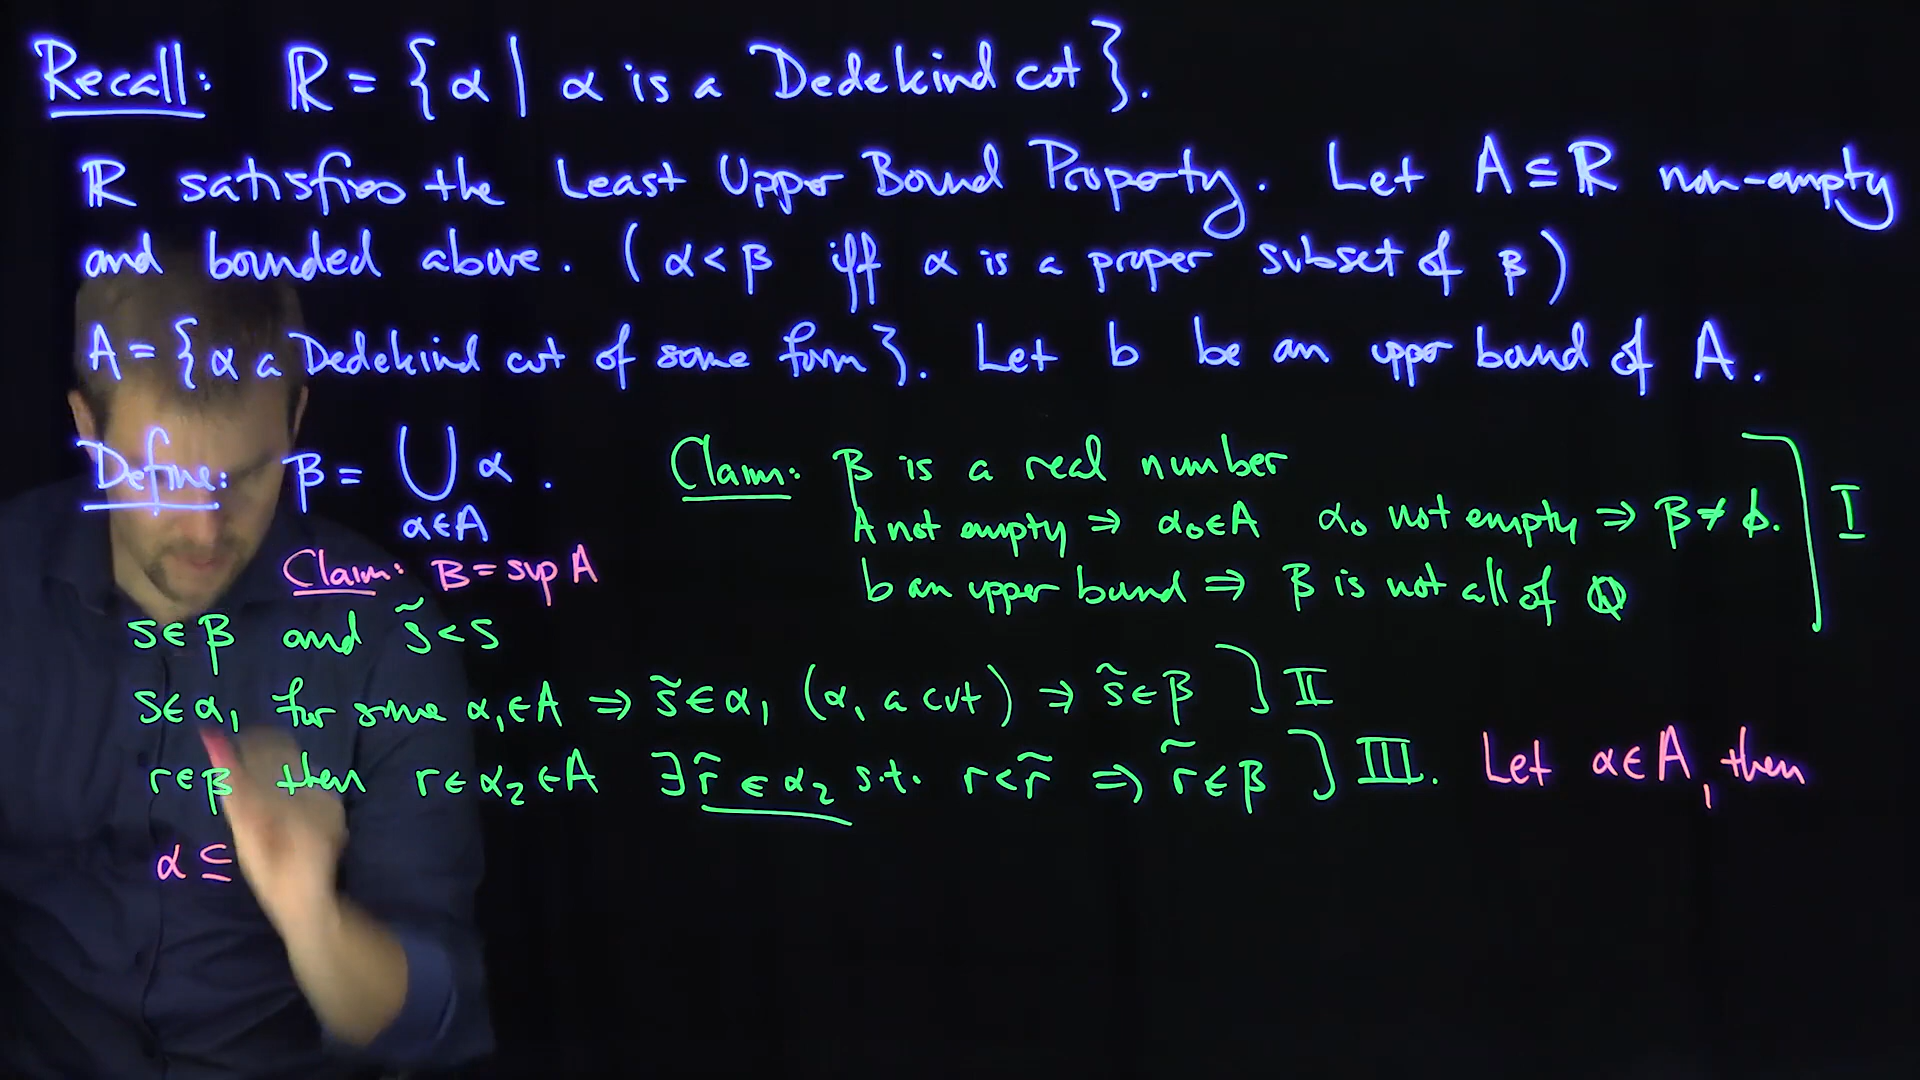 Recall: ℝ = { α | α is a Dedekind cut }.
ℝ satisfies the Least Upper Bound Property. Let A ⊆ ℝ non-empty
and bounded above. ( α < β iff α is a proper subset of β )
A = { α a Dedekind cut of some form }. Let b be an upper bound of A.
Define: β = ⋃ α .
α∈A
Claim: β is a real number
A not empty ⇒ α₀∈A α₀ not empty ⇒ β ≠ ∅. ] I
b an upper bound ⇒ β is not all of ℚ
Claim: β = sup A
s∈β and s̃ < s
s∈α₁ for some α₁∈A ⇒ s̃∈α₁ (α₁ a cut) ⇒ s̃∈β ] II
r∈β then r∈α₂∈A ∃ r̃∈α₂ s.t. r<r̃ ⇒ r̃∈β ] III. Let α∈A, then
α ⊆